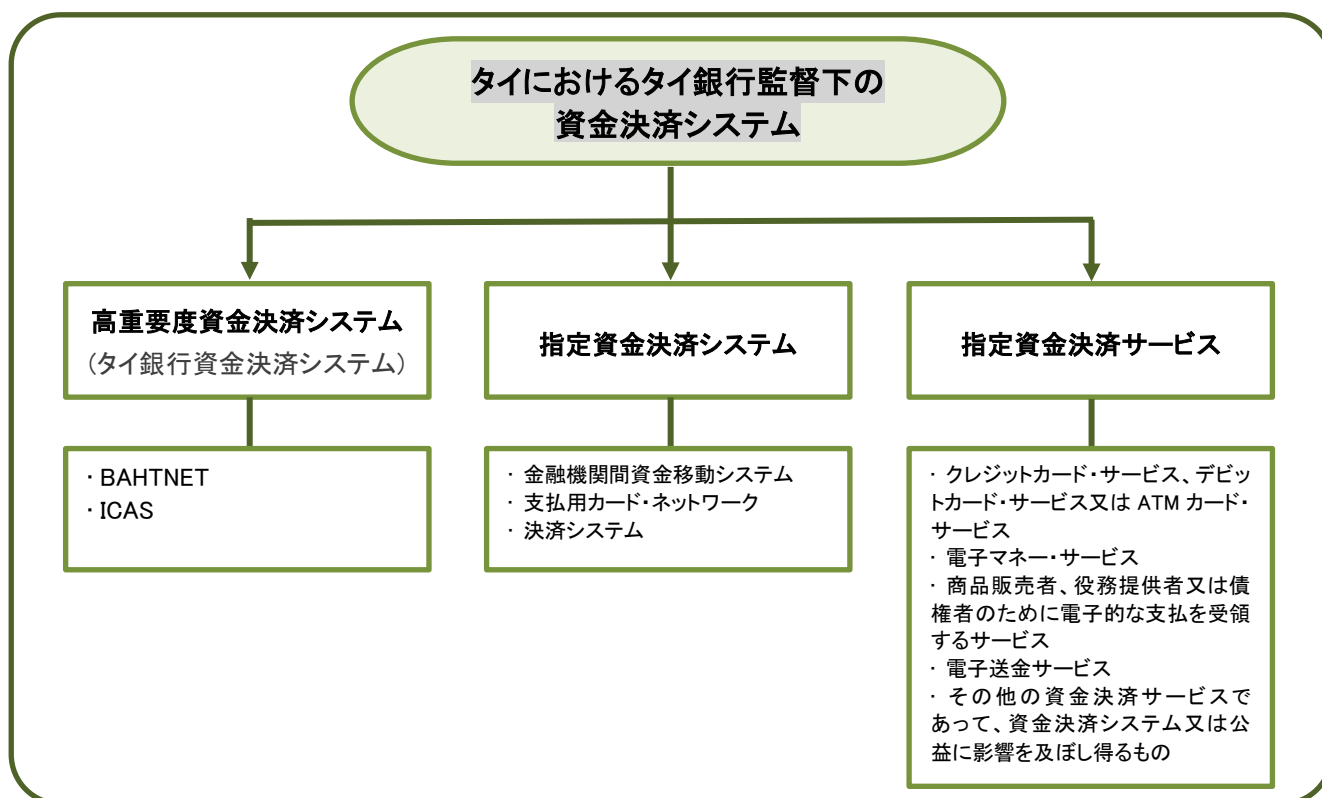 タイにおけるタイ銀行監督下の
資金決済システム
高重要度資金決済システム
(タイ銀行資金決済システム)
指定資金決済システム
指定資金決済サービス
· BAHTNET
· ICAS
· 金融機関間資金移動システム
· 支払用カード・ネットワーク
· 決済システム
· クレジットカード・サービス、デビッ
トカード・サービス又は ATM カード・
サービス
· 電子マネー・サービス
· 商品販売者、役務提供者又は債
権者のために電子的な支払を受領
するサービス
· 電子送金サービス
· その他の資金決済サービスで
あって、資金決済システム又は公
益に影響を及ぼし得るもの